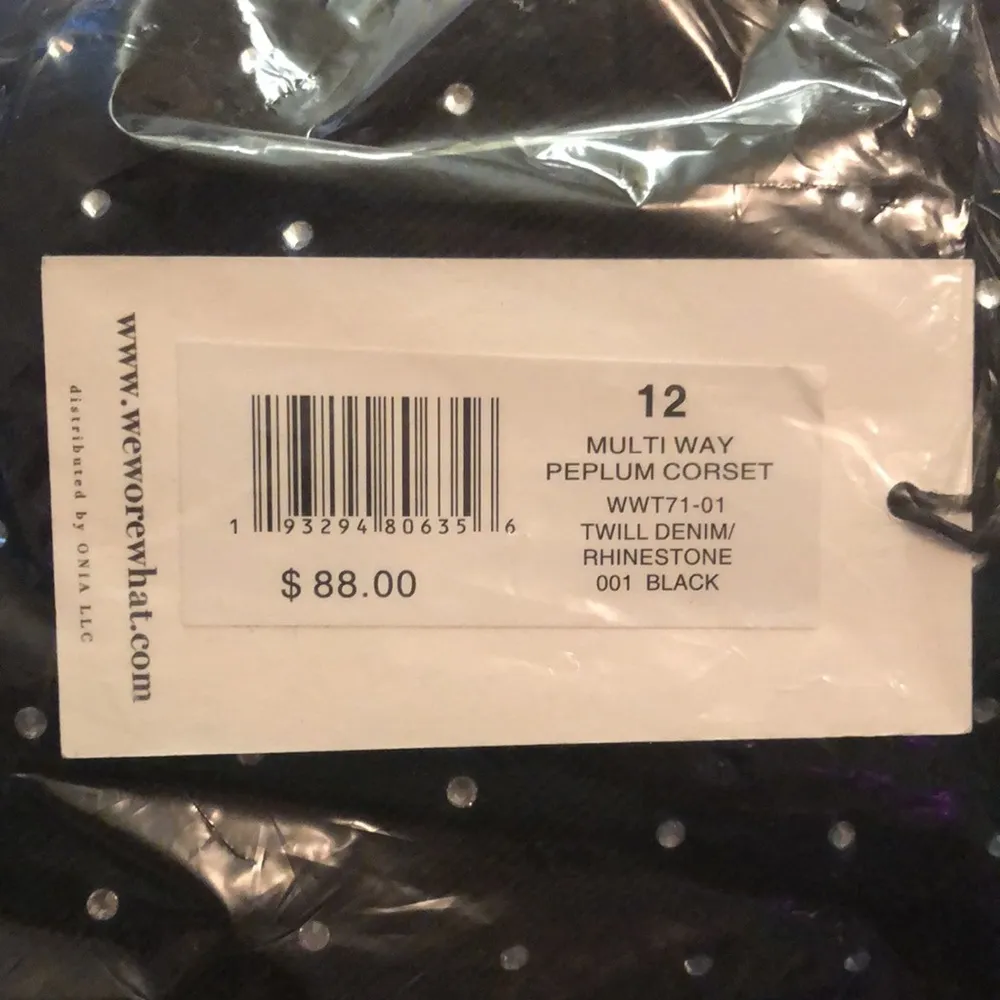 www.weworewhat.com
distributed by ONIA LLC
1 93294 80635 6
$ 88.00
12
MULTI WAY
PEPLUM CORSET
WWT71-01
TWILL DENIM/
RHINESTONE
001 BLACK